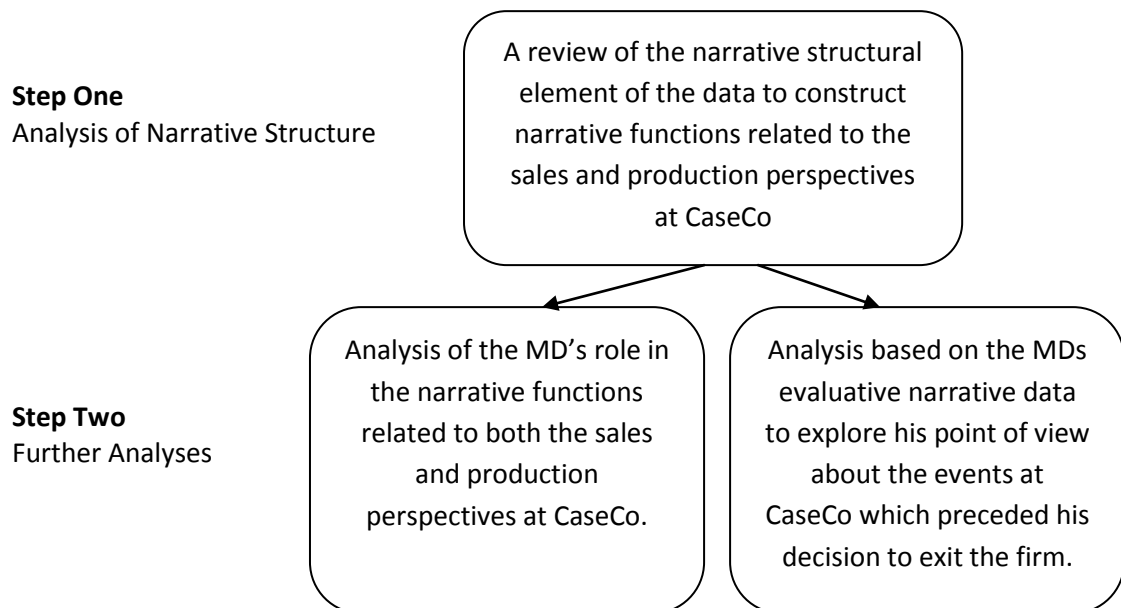 Step One
Analysis of Narrative Structure
A review of the narrative structural
element of the data to construct
narrative functions related to the
sales and production perspectives
at CaseCo
Step Two
Further Analyses
Analysis of the MD’s role in
the narrative functions
related to both the sales
and production
perspectives at CaseCo.
Analysis based on the MDs
evaluative narrative data
to explore his point of view
about the events at
CaseCo which preceded his
decision to exit the firm.